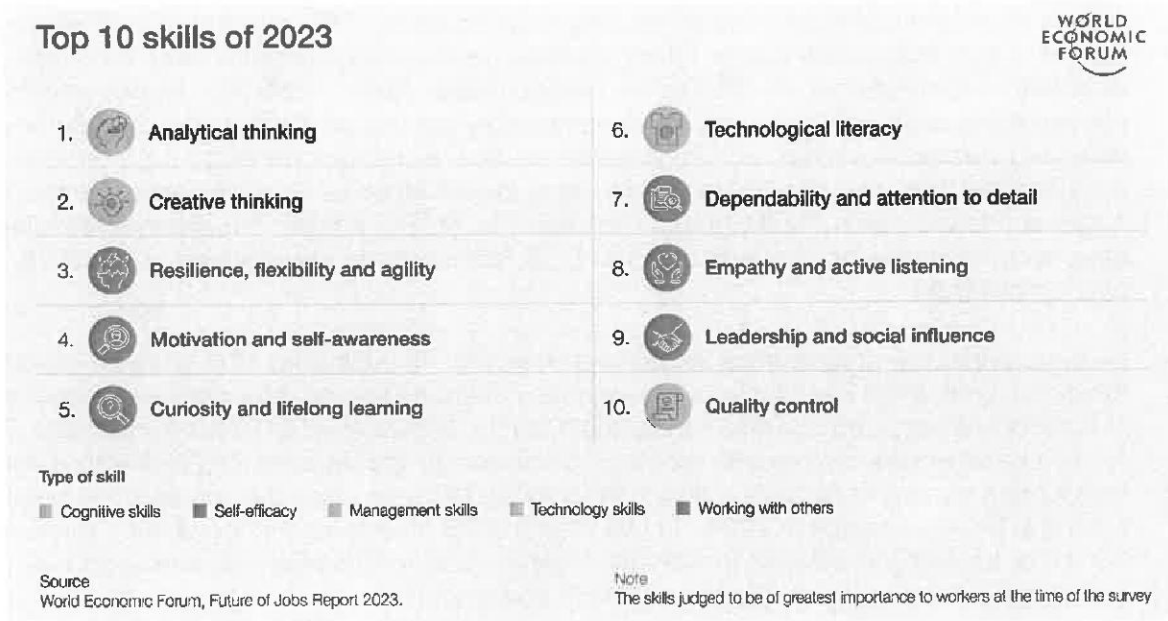 Top 10 skills of 2023
WORLD
ECONOMIC
FORUM
1. Analytical thinking
2. Creative thinking
3. Resilience, flexibility and agility
4. Motivation and self-awareness
5. Curiosity and lifelong learning
6. Technological literacy
7. Dependability and attention to detail
8. Empathy and active listening
9. Leadership and social influence
10. Quality control
Type of skill
Cognitive skills Self-efficacy Management skills Technology skills Working with others
Source
World Economic Forum, Future of Jobs Report 2023.
Note
The skills judged to be of greatest importance to workers at the time of the survey